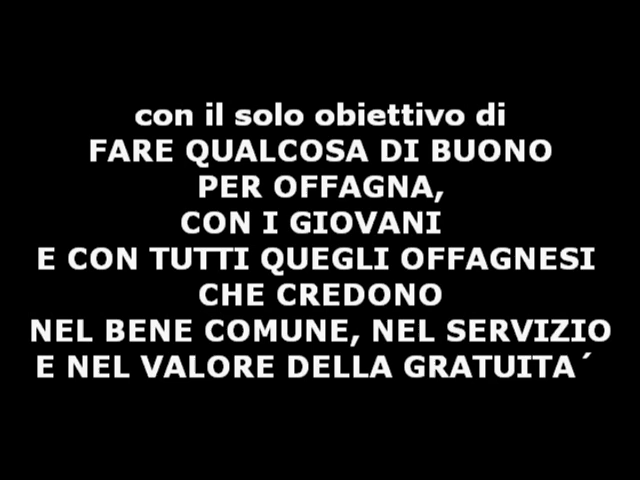 con il solo obiettivo di
FARE QUALCOSA DI BUONO
PER OFFAGNA,
CON I GIOVANI
E CON TUTTI QUEGLI OFFAGNESI
CHE CREDONO
NEL BENE COMUNE, NEL SERVIZIO
E NEL VALORE DELLA GRATUITA´